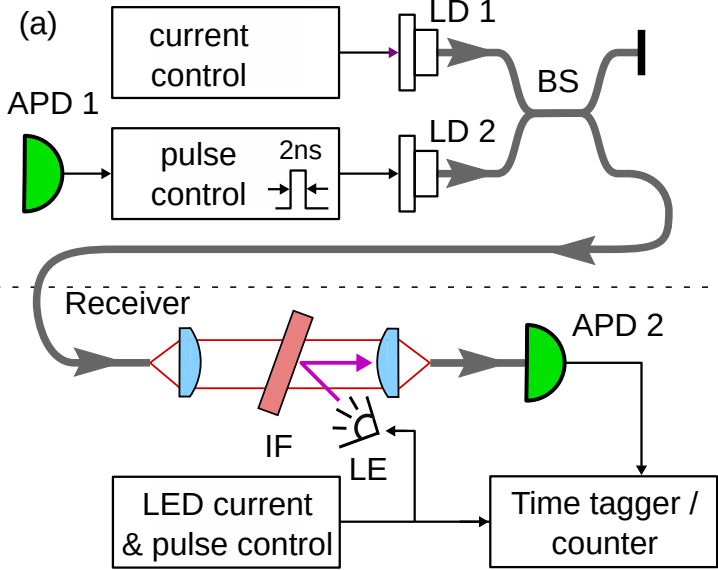 (a)
current
control
LD 1
BS
APD 1
pulse
control
2ns
LD 2
Receiver
APD 2
IF
LE
LED current
& pulse control
Time tagger /
counter